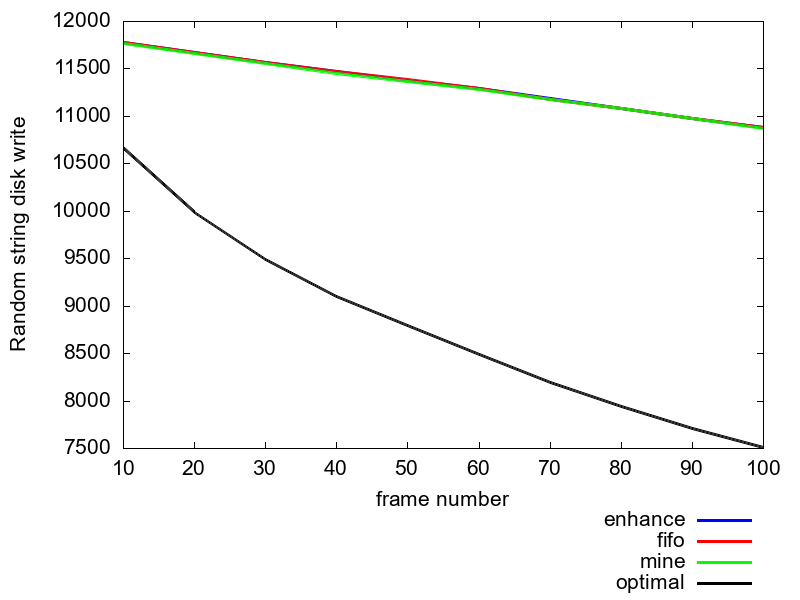 12000
11500
11000
10500
10000
9500
9000
8500
8000
7500
Random string disk write
10 20 30 40 50 60 70 80 90 100
frame number
enhance
fifo
mine
optimal